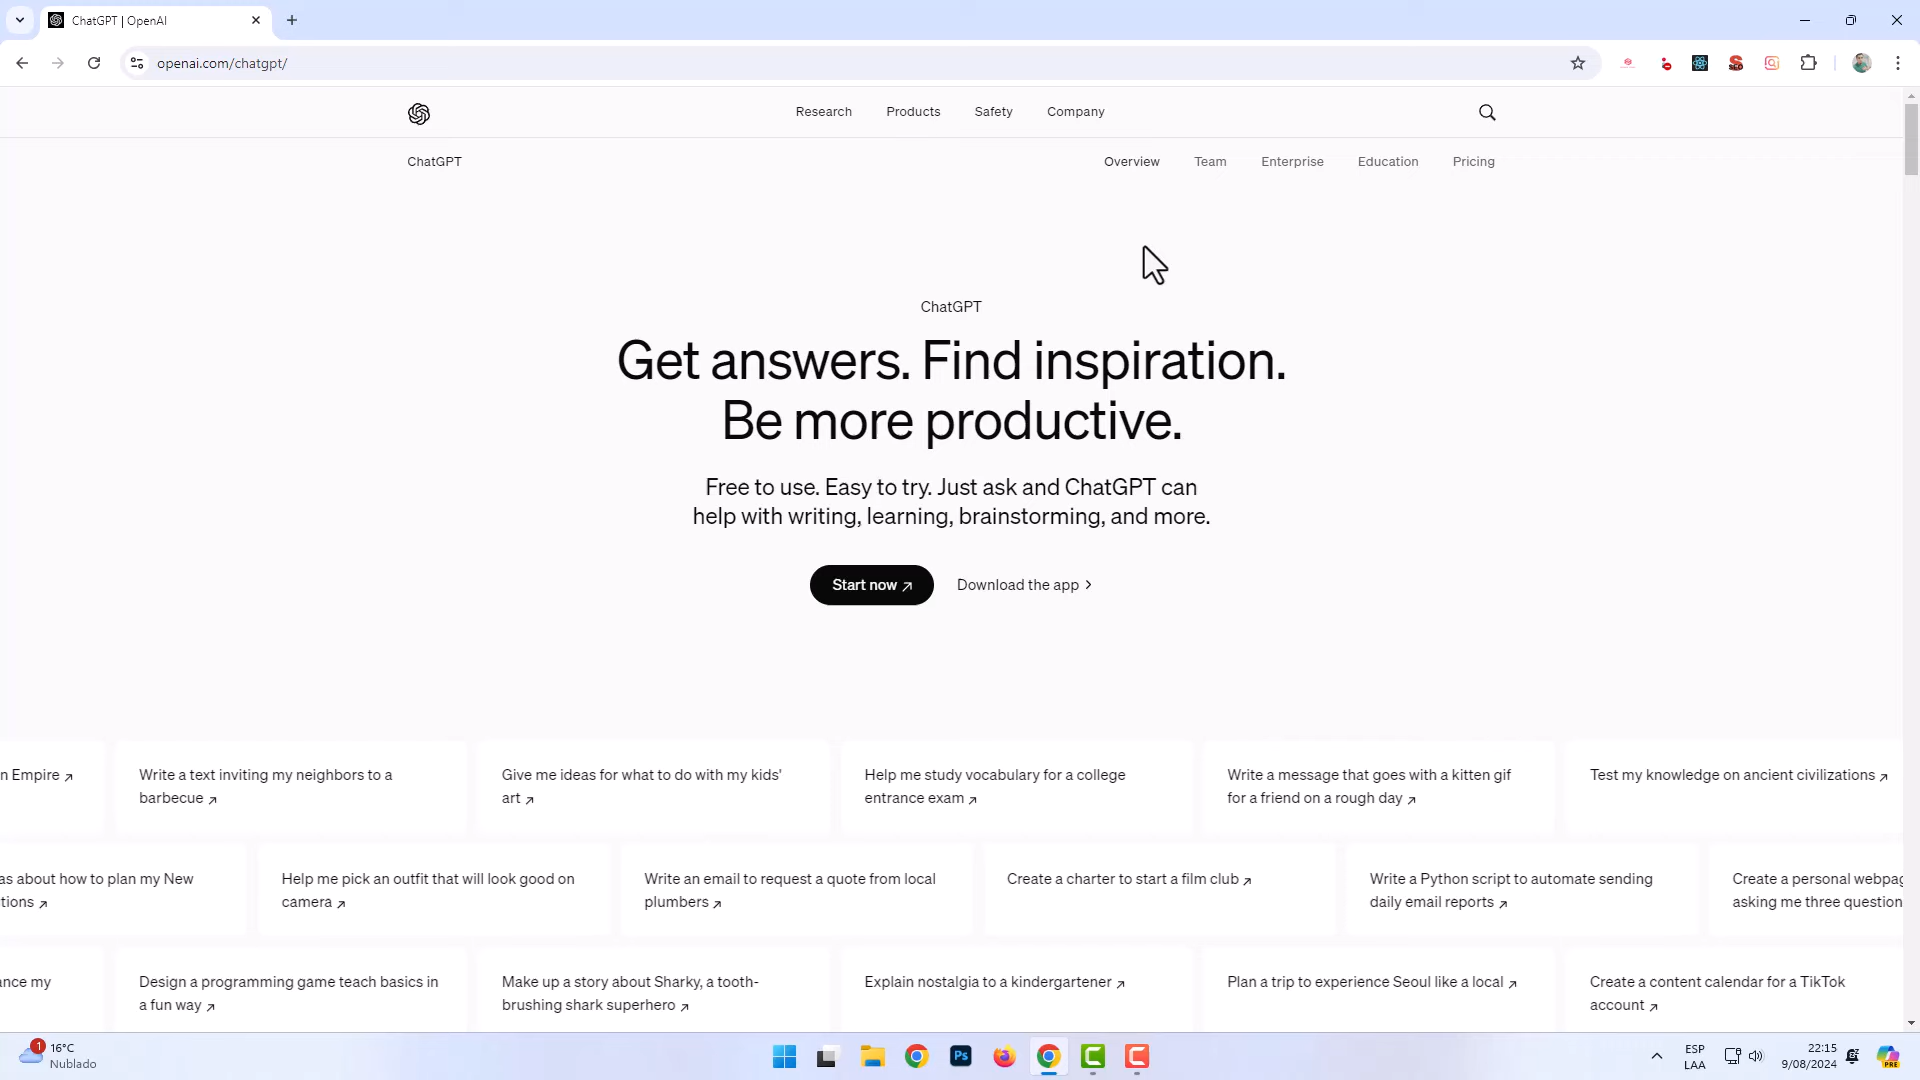 ChatGPT | OpenAI
openai.com/chatgpt/
SEO
Research Products Safety Company
ChatGPT Overview Team Enterprise Education Pricing
ChatGPT
Get answers. Find inspiration.
Be more productive.
Free to use. Easy to try. Just ask and ChatGPT can
help with writing, learning, brainstorming, and more.
Start now ↗ Download the app >
n Empire ↗
Write a text inviting my neighbors to a
barbecue ↗
Give me ideas for what to do with my kids’
art ↗
Help me study vocabulary for a college
entrance exam ↗
Write a message that goes with a kitten gif
for a friend on a rough day ↗
Test my knowledge on ancient civilizations ↗
as about how to plan my New
tions ↗
Help me pick an outfit that will look good on
camera ↗
Write an email to request a quote from local
plumbers ↗
Create a charter to start a film club ↗
Write a Python script to automate sending
daily email reports ↗
Create a personal webpag
asking me three question
ance my
Design a programming game teach basics in
a fun way ↗
Make up a story about Sharky, a tooth-
brushing shark superhero ↗
Explain nostalgia to a kindergartener ↗
Plan a trip to experience Seoul like a local ↗
Create a content calendar for a TikTok
account ↗
1
16°C
Nublado
Ps
ESP
LAA
22:15
9/08/2024
PRE